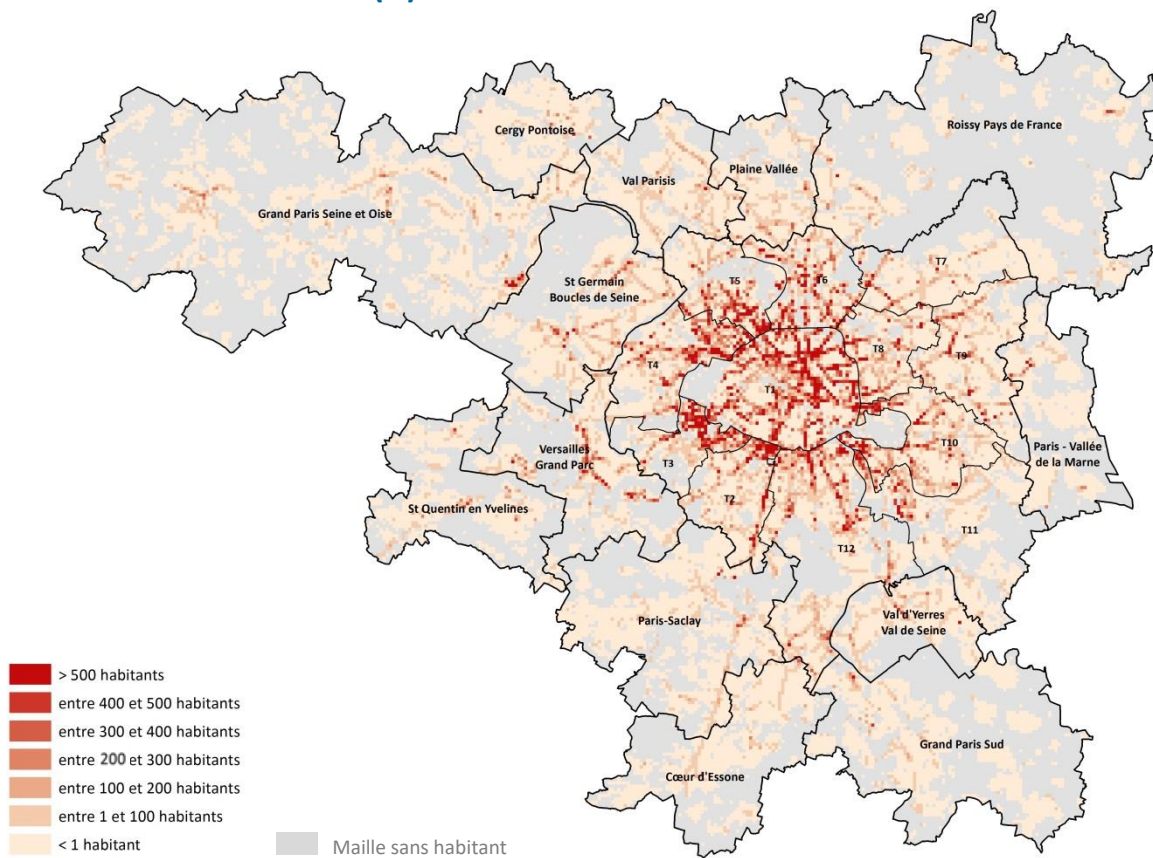 Cergy Pontoise
Roissy Pays de France
Val Parisis
Plaine Vallée
Grand Paris Seine et Oise
St Germain
Boucles de Seine
T5
T6
T7
T4
T8
T9
T1
Versailles
Grand Parc
T3
T10
Paris - Vallée
de la Marne
T2
St Quentin en Yvelines
T12
T11
Paris-Saclay
Val d'Yerres
Val de Seine
Grand Paris Sud
Cœur d'Essone
> 500 habitants
entre 400 et 500 habitants
entre 300 et 400 habitants
entre 200 et 300 habitants
entre 100 et 200 habitants
entre 1 et 100 habitants
< 1 habitant
Maille sans habitant